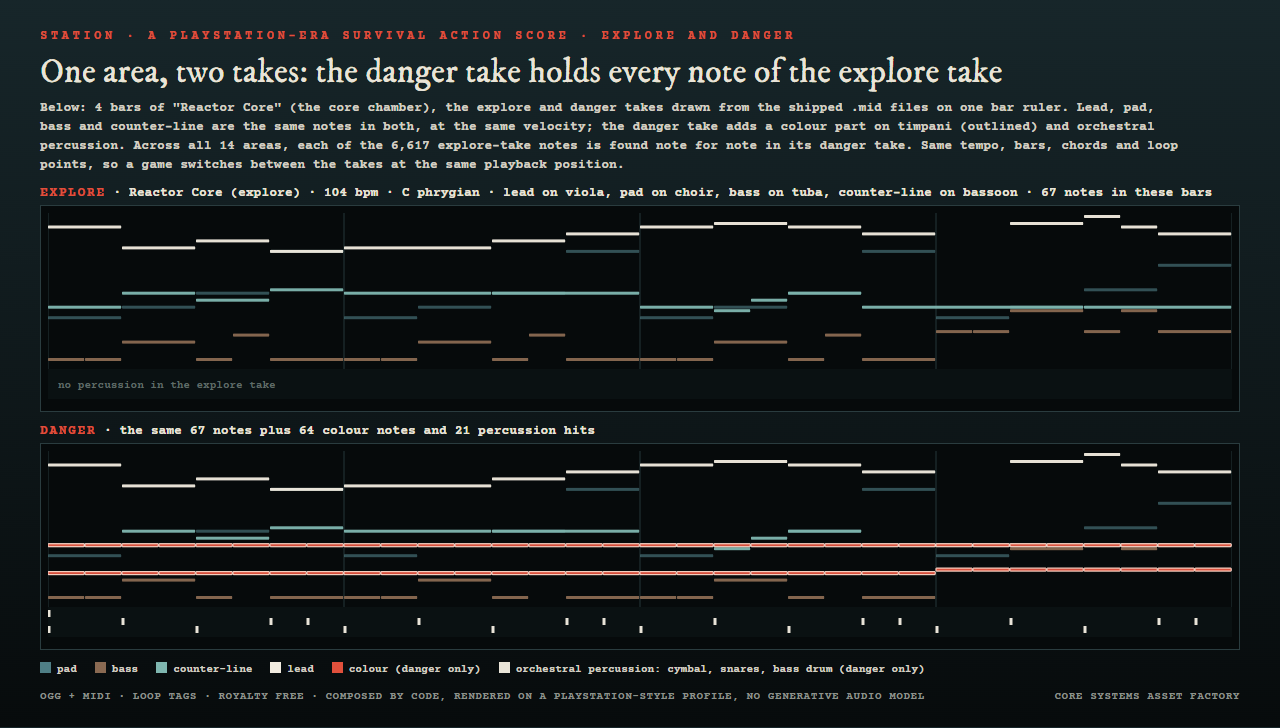 STATION · A PLAYSTATION-ERA SURVIVAL ACTION SCORE · EXPLORE AND DANGER
One area, two takes: the danger take holds every note of the explore take
Below: 4 bars of "Reactor Core" (the core chamber), the explore and danger takes drawn from the shipped .mid files on one bar ruler. Lead, pad,
bass and counter-line are the same notes in both, at the same velocity; the danger take adds a colour part on timpani (outlined) and orchestral
percussion. Across all 14 areas, each of the 6,617 explore-take notes is found note for note in its danger take. Same tempo, bars, chords and loop
points, so a game switches between the takes at the same playback position.
EXPLORE · Reactor Core (explore) · 104 bpm · C phrygian · lead on viola, pad on choir, bass on tuba, counter-line on bassoon · 67 notes in these bars
no percussion in the explore take
DANGER · the same 67 notes plus 64 colour notes and 21 percussion hits
pad bass counter-line lead colour (danger only) orchestral percussion: cymbal, snares, bass drum (danger only)
OGG + MIDI · LOOP TAGS · ROYALTY FREE · COMPOSED BY CODE, RENDERED ON A PLAYSTATION-STYLE PROFILE, NO GENERATIVE AUDIO MODEL CORE SYSTEMS ASSET FACTORY